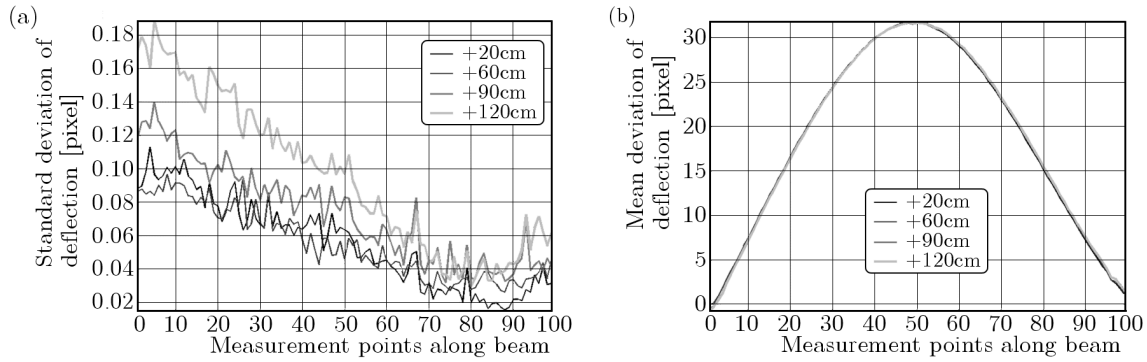 (a)
Standard deviation of
deflection [pixel]
0.18
0.16
0.14
0.12
0.10
0.08
0.06
0.04
0.02
+20cm
+60cm
+90cm
+120cm
0 10 20 30 40 50 60 70 80 90 100
Measurement points along beam
(b)
Mean deviation of
deflection [pixel]
30
25
20
15
10
5
0
+20cm
+60cm
+90cm
+120cm
0 10 20 30 40 50 60 70 80 90 100
Measurement points along beam